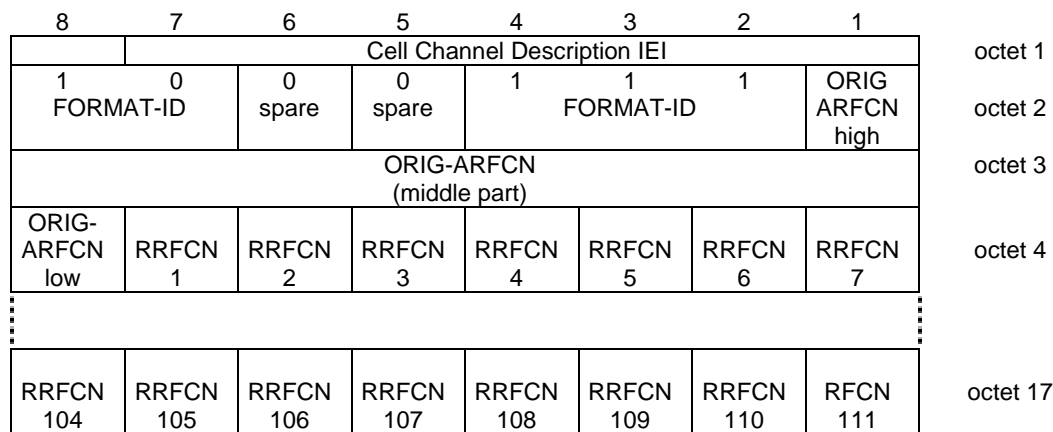 8 7 6 5 4 3 2 1
Cell Channel Description IEI octet 1
1 0 0 0 1 1 1 ORIG
FORMAT-ID spare spare FORMAT-ID ARFCN octet 2
high
ORIG-ARFCN octet 3
(middle part)
ORIG-
ARFCN RRFCN RRFCN RRFCN RRFCN RRFCN RRFCN RRFCN octet 4
low 1 2 3 4 5 6 7
RRFCN RRFCN RRFCN RRFCN RRFCN RRFCN RRFCN RFCN octet 17
104 105 106 107 108 109 110 111